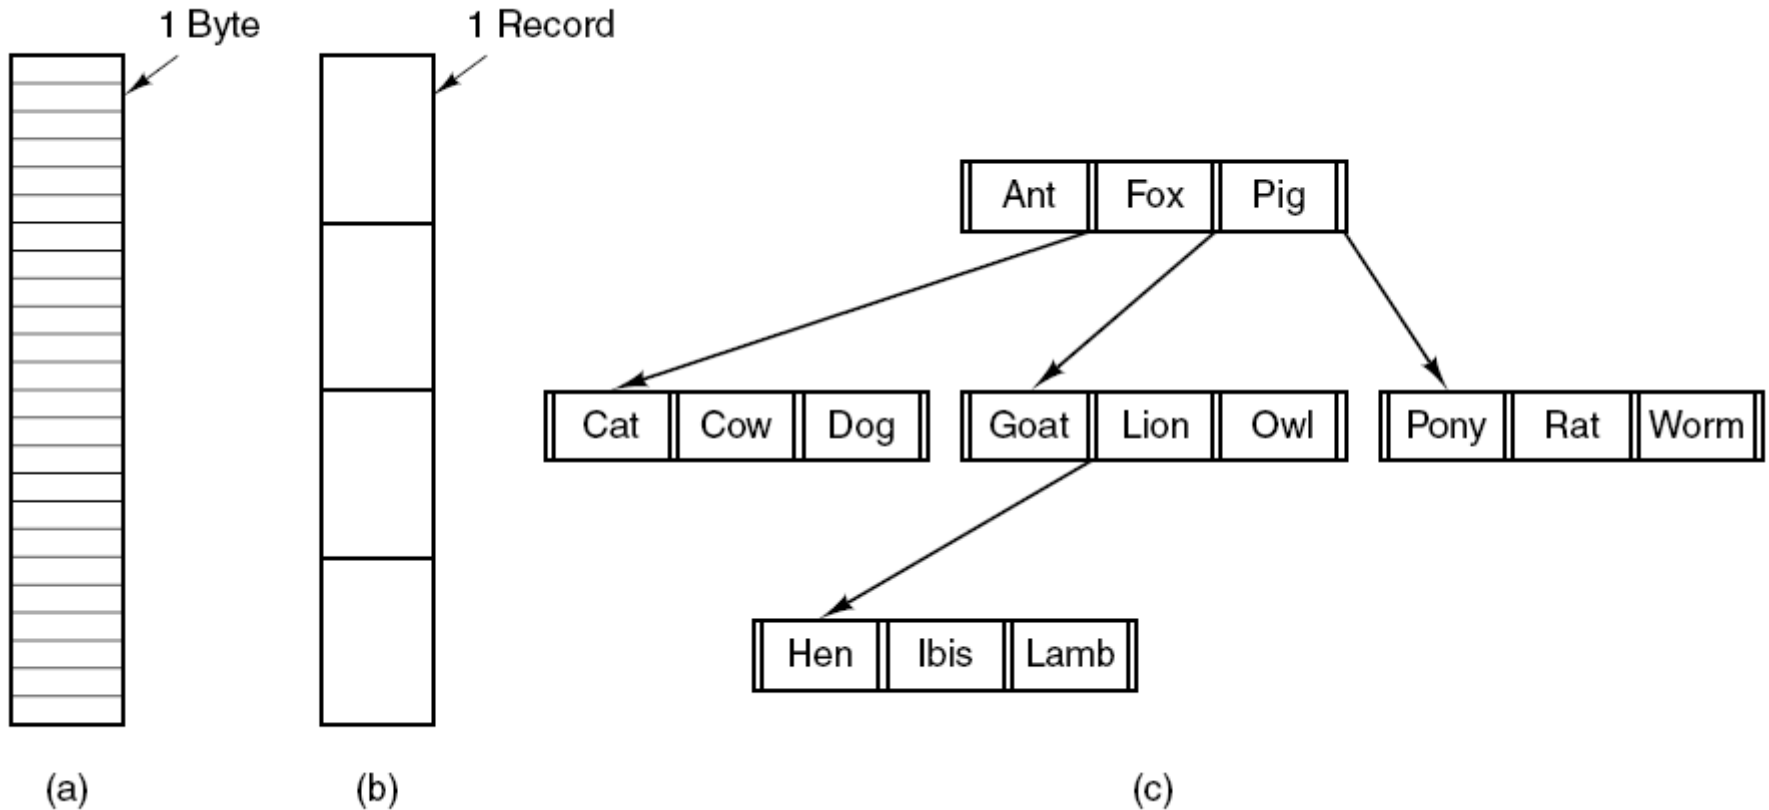 1 Byte
1 Record
Ant Fox Pig
Cat Cow Dog
Goat Lion Owl
Pony Rat Worm
Hen Ibis Lamb
(a)
(b)
(c)